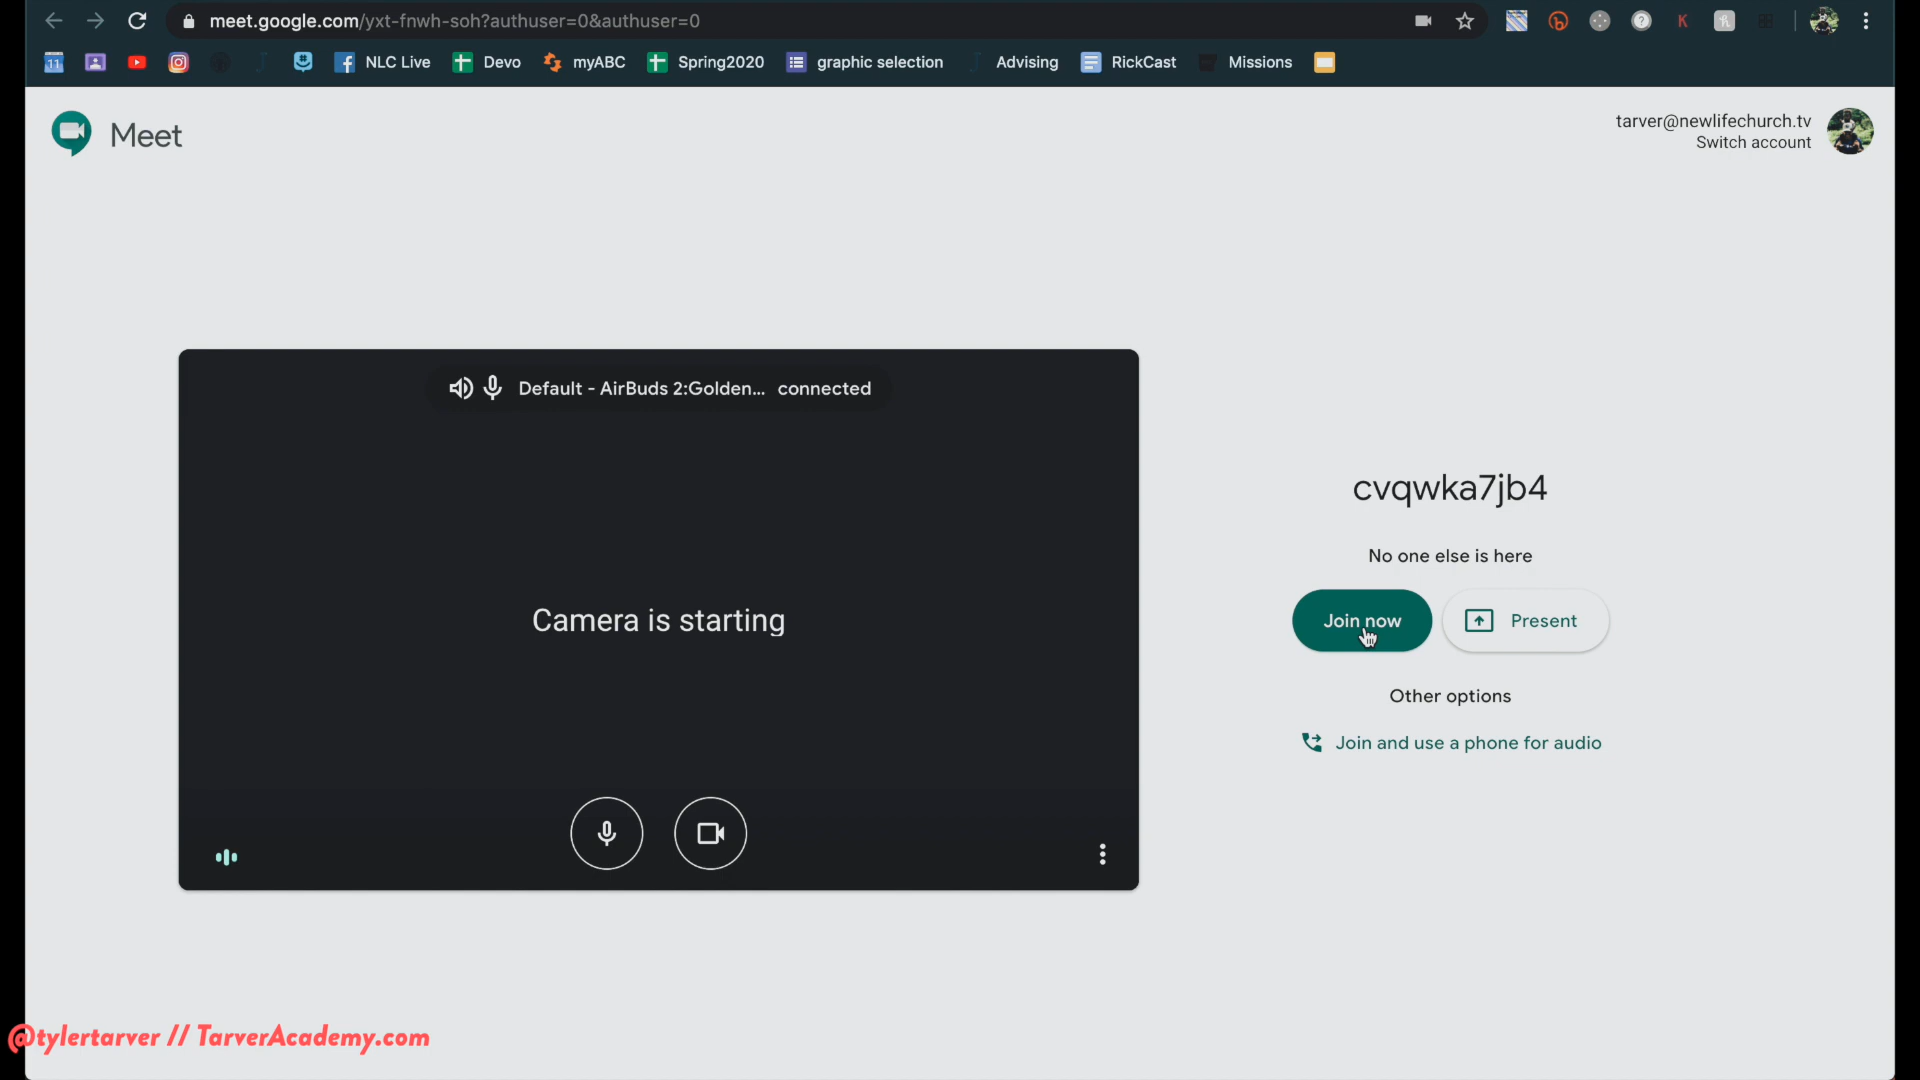 meet.google.com/yxt-fnwh-soh?authuser=0&authuser=0
11 NLC Live Devo myABC Spring2020 graphic selection Advising RickCast Missions
Meet
tarver@newlifechurch.tv
Switch account
Default - AirBuds 2:Golden... connected
cvqwka7jb4
No one else is here
Camera is starting
Join now
Present
Other options
Join and use a phone for audio
@tylertarver // TarverAcademy.com